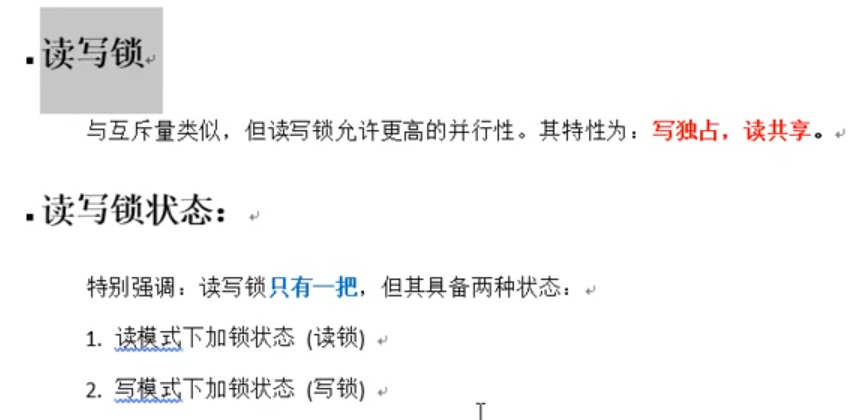 读写锁
与互斥量类似，但读写锁允许更高的并行性。其特性为：写独占，读共享。
读写锁状态：
特别强调：读写锁只有一把，但其具备两种状态：
1. 读模式下加锁状态 (读锁)
2. 写模式下加锁状态 (写锁)